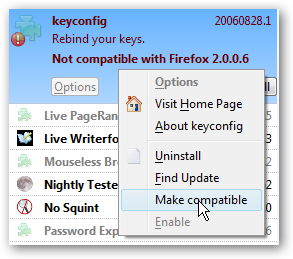 keyconfig 20060828.1
Rebind your keys.
Not compatible with Firefox 2.0.0.6
Options
Options
Visit Home Page
About keyconfig
Uninstall
Find Update
Make compatible
Enable
Live PageRan
Live Writerfo
Mouseless Bro
Nightly Teste
No Squint
Password Exp